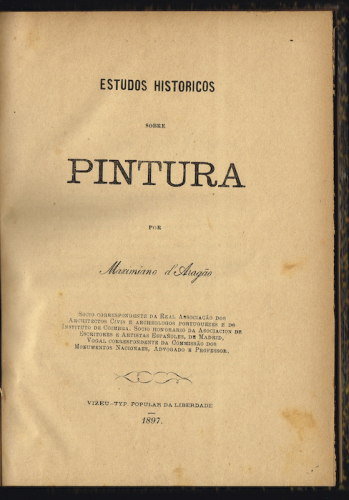 ESTUDOS HISTORICOS
SOBRE
PINTURA
POR
Maximiano d'Aragão
SOCIO CORRESPONDENTE DA REAL ASSOCIAÇÃO DOS
ARCHITECTOS CIVIS E ARCHEOLOGOS PORTUGUEZES E DO
INSTITUTO DE COIMBRA, SOCIO HONORARIO DA ASOCIACION DE
ESCRITORES E ARTISTAS ESPAÑOLES, DE MADRID,
VOGAL CORRESPONDENTE DA COMMISSÃO DOS
MONUMENTOS NACIONAES, ADVOGADO E PROFESSOR.
VIZEU—TYP. POPULAR DA LIBERDADE
1897.